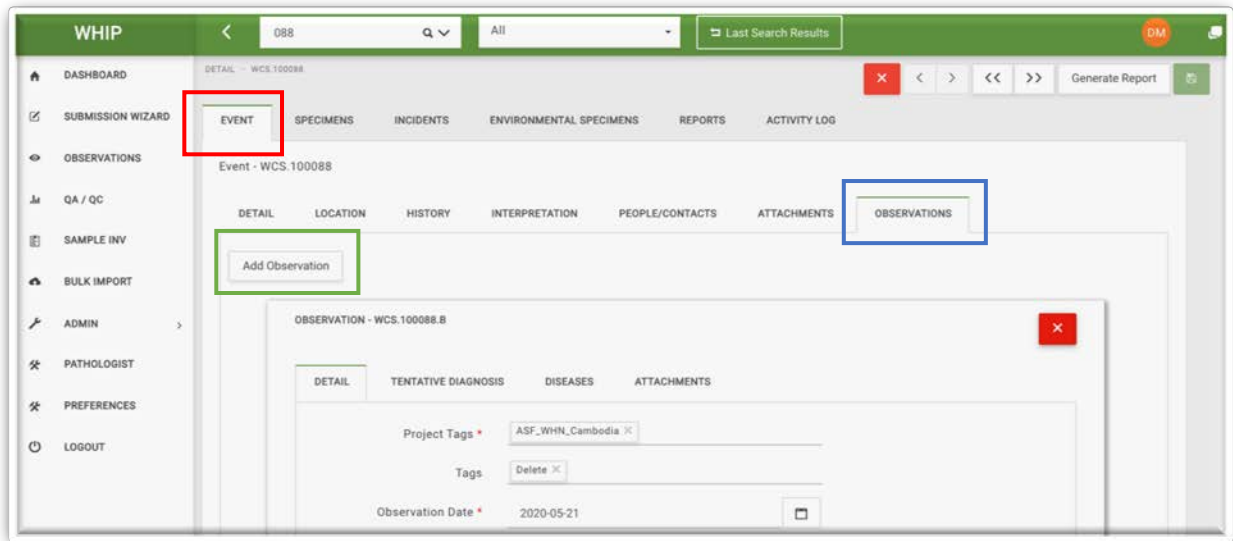 WHIP
088
All
Last Search Results
DM
DASHBOARD
SUBMISSION WIZARD
OBSERVATIONS
QA / QC
SAMPLE INV
BULK IMPORT
ADMIN
PATHOLOGIST
PREFERENCES
LOGOUT
DETAIL - WCS.100088
Generate Report
EVENT SPECIMENS INCIDENTS ENVIRONMENTAL SPECIMENS REPORTS ACTIVITY LOG
Event - WCS.100088
DETAIL LOCATION HISTORY INTERPRETATION PEOPLE/CONTACTS ATTACHMENTS OBSERVATIONS
Add Observation
OBSERVATION - WCS.100088.B
DETAIL TENTATIVE DIAGNOSIS DISEASES ATTACHMENTS
Project Tags * ASF_WHN_Cambodia
Tags Delete
Observation Date * 2020-05-21